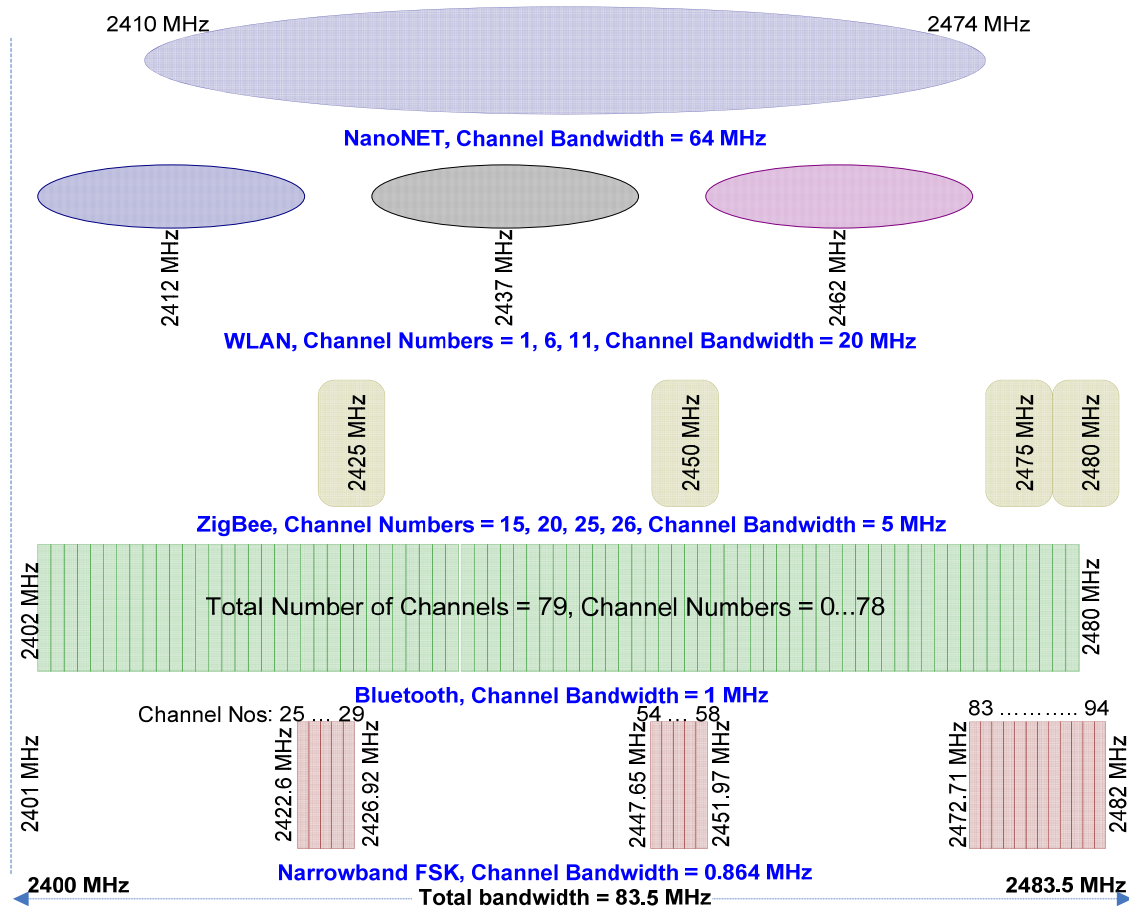 2410 MHz
2474 MHz
NanoNET, Channel Bandwidth = 64 MHz
2412 MHz
2437 MHz
2462 MHz
WLAN, Channel Numbers = 1, 6, 11, Channel Bandwidth = 20 MHz
2425 MHz
2450 MHz
2475 MHz
2480 MHz
ZigBee, Channel Numbers = 15, 20, 25, 26, Channel Bandwidth = 5 MHz
2402 MHz
Total Number of Channels = 79, Channel Numbers = 0...78
2480 MHz
Bluetooth, Channel Bandwidth = 1 MHz
Channel Nos: 25 ... 29
54 ... 58
83 ........... 94
2401 MHz
2422.6 MHz
2426.92 MHz
2447.65 MHz
2451.97 MHz
2472.71 MHz
2482 MHz
Narrowband FSK, Channel Bandwidth = 0.864 MHz
2400 MHz
2483.5 MHz
Total bandwidth = 83.5 MHz